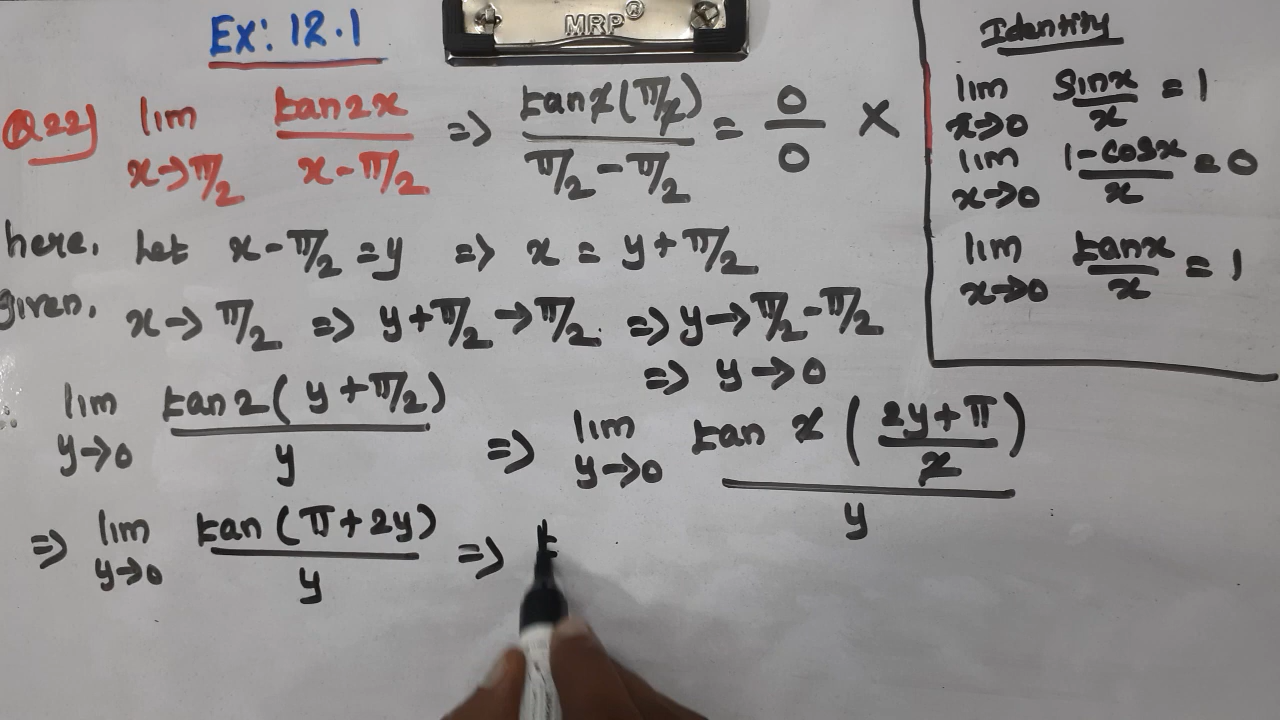 MRP®
Ex: 12.1
Q22) lim x→π/2 tan2x / x-π/2 => tan2(π/2) / π/2-π/2 = 0/0 ×
here, Let x-π/2 = y => x = y+π/2
given, x→π/2 => y+π/2→π/2 => y→π/2-π/2
=> y→0
∴ lim y→0 tan2(y+π/2) / y => lim y→0 tan 2(2y+π / 2) / y
=> lim y→0 tan(π+2y) / y => t
Identity
lim x→0 sinx / x = 1
lim x→0 1-cosx / x = 0
lim x→0 tanx / x = 1